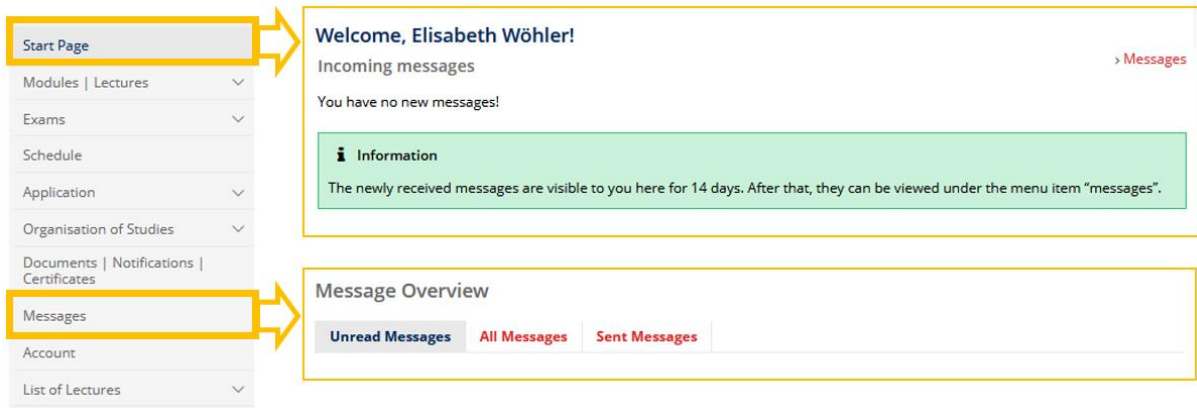 Start Page
Modules | Lectures
Exams
Schedule
Application
Organisation of Studies
Documents | Notifications |
Certificates
Messages
Account
List of Lectures
Welcome, Elisabeth Wöhler!
Incoming messages
› Messages
You have no new messages!
i Information
The newly received messages are visible to you here for 14 days. After that, they can be viewed under the menu item “messages”.
Message Overview
Unread Messages All Messages Sent Messages